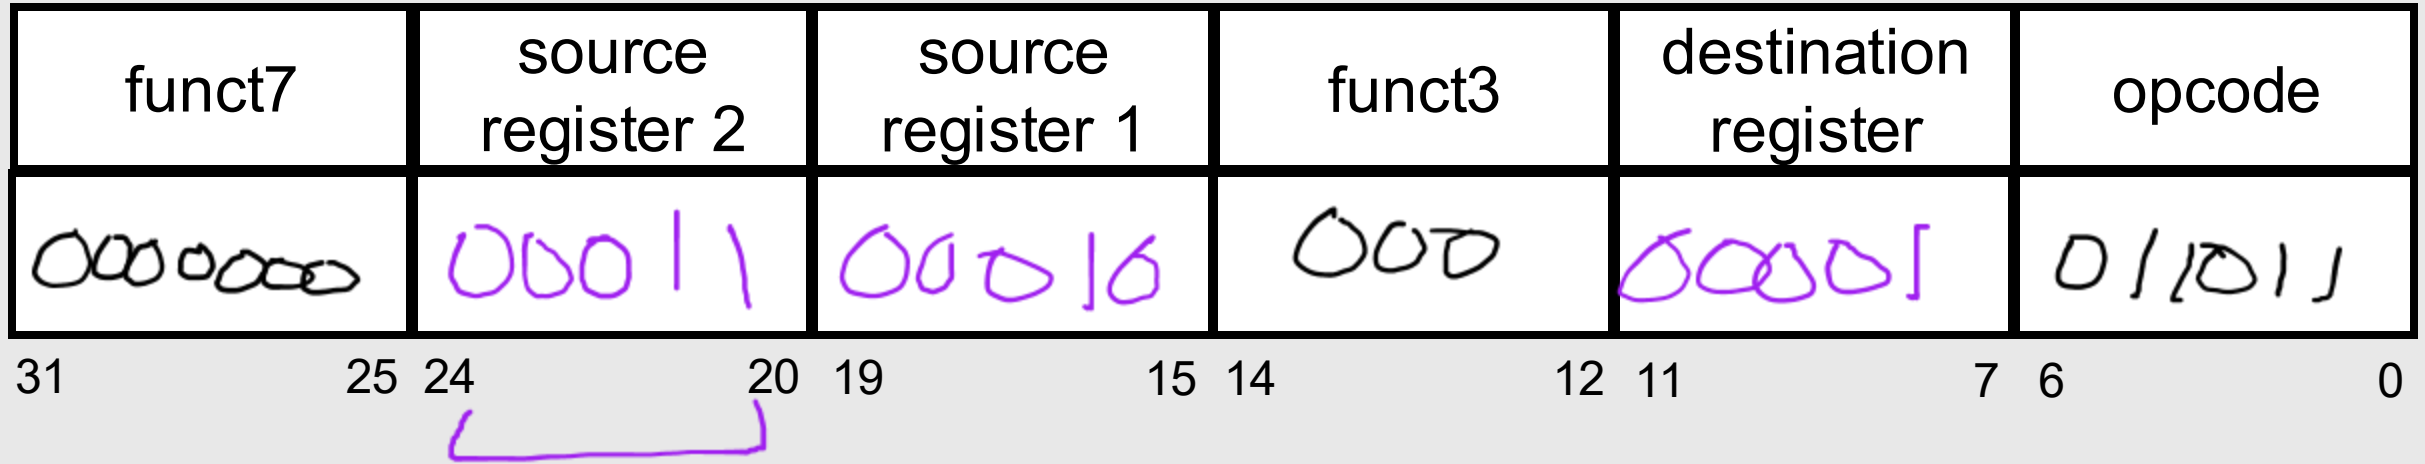 funct7
source
register 2
source
register 1
funct3
destination
register
opcode
0000000
00011
00010
000
00001
011011
31 25 24 20 19 15 14 12 11 7 6 0